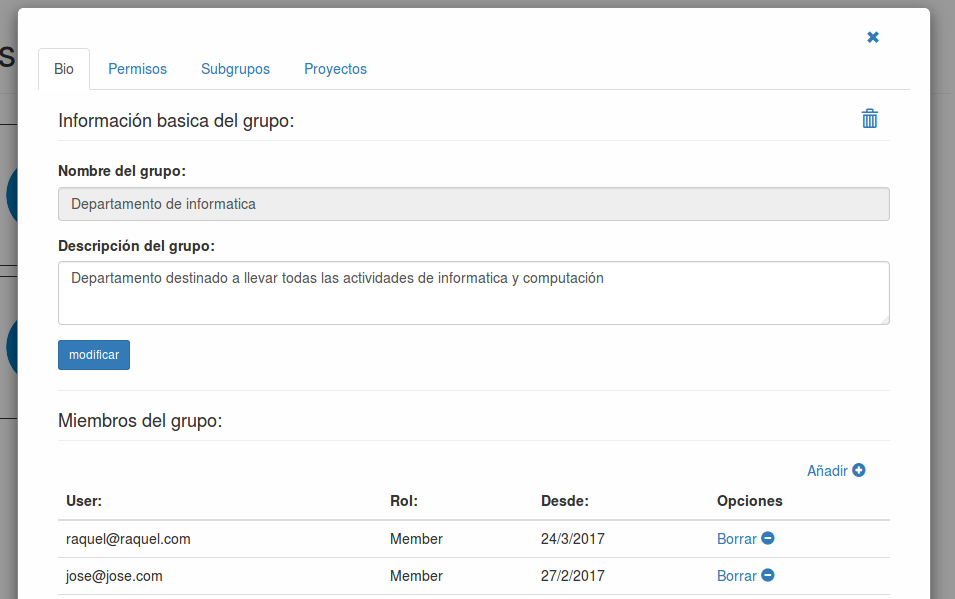 s
Bio Permisos Subgrupos Proyectos
Información basica del grupo:
Nombre del grupo:
Departamento de informatica
Descripción del grupo:
Departamento destinado a llevar todas las actividades de informatica y computación
modificar
Miembros del grupo:
Añadir
User: Rol: Desde: Opciones
raquel@raquel.com Member 24/3/2017 Borrar
jose@jose.com Member 27/2/2017 Borrar